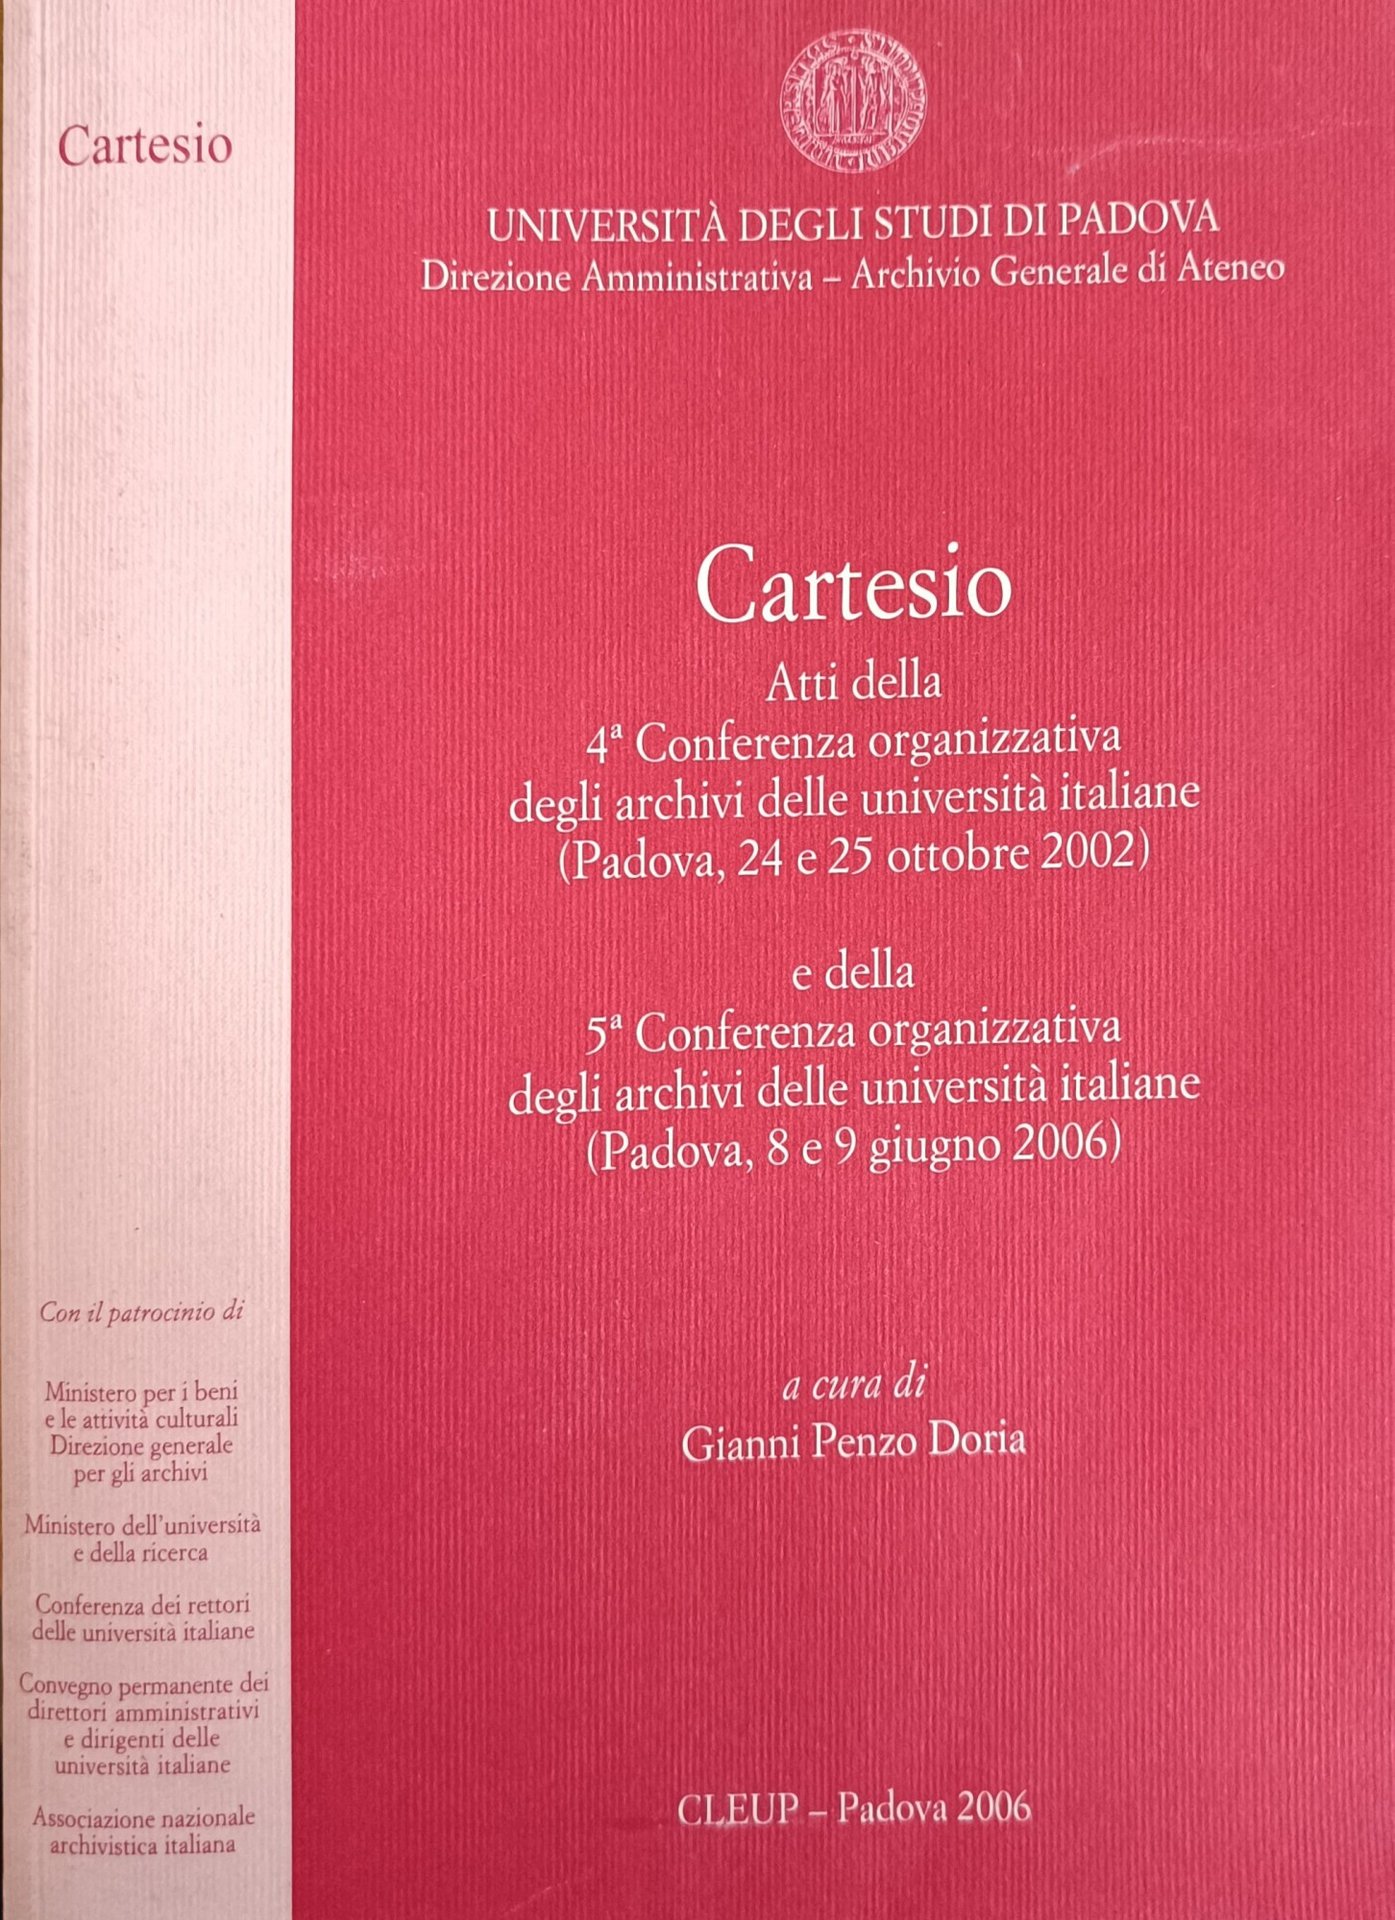 Cartesio
UNIVERSITÀ DEGLI STUDI DI PADOVA
Direzione Amministrativa – Archivio Generale di Ateneo
Cartesio
Atti della
4ª Conferenza organizzativa
degli archivi delle università italiane
(Padova, 24 e 25 ottobre 2002)
e della
5ª Conferenza organizzativa
degli archivi delle università italiane
(Padova, 8 e 9 giugno 2006)
a cura di
Gianni Penzo Doria
CLEUP – Padova 2006
Con il patrocinio di
Ministero per i beni
e le attività culturali
Direzione generale
per gli archivi
Ministero dell'università
e della ricerca
Conferenza dei rettori
delle università italiane
Convegno permanente dei
direttori amministrativi
e dirigenti delle
università italiane
Associazione nazionale
archivistica italiana